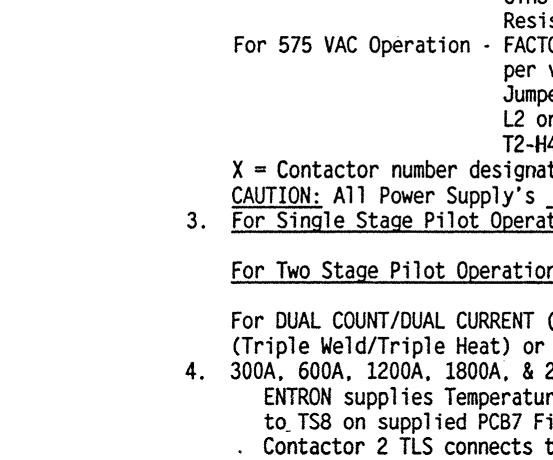 Resis
For 575 VAC Operation - FACTO
per v
Jumpe
L2 or
T2-H4
X = Contactor number designat
CAUTION: All Power Supply's
3. For Single Stage Pilot Operat
For Two Stage Pilot Operation
For DUAL COUNT/DUAL CURRENT (
(Triple Weld/Triple Heat) or
4. 300A, 600A, 1200A, 1800A, & 2
ENTRON supplies Temperatur
to TS8 on supplied PCB7 Fi
Contactor 2 TLS connects t